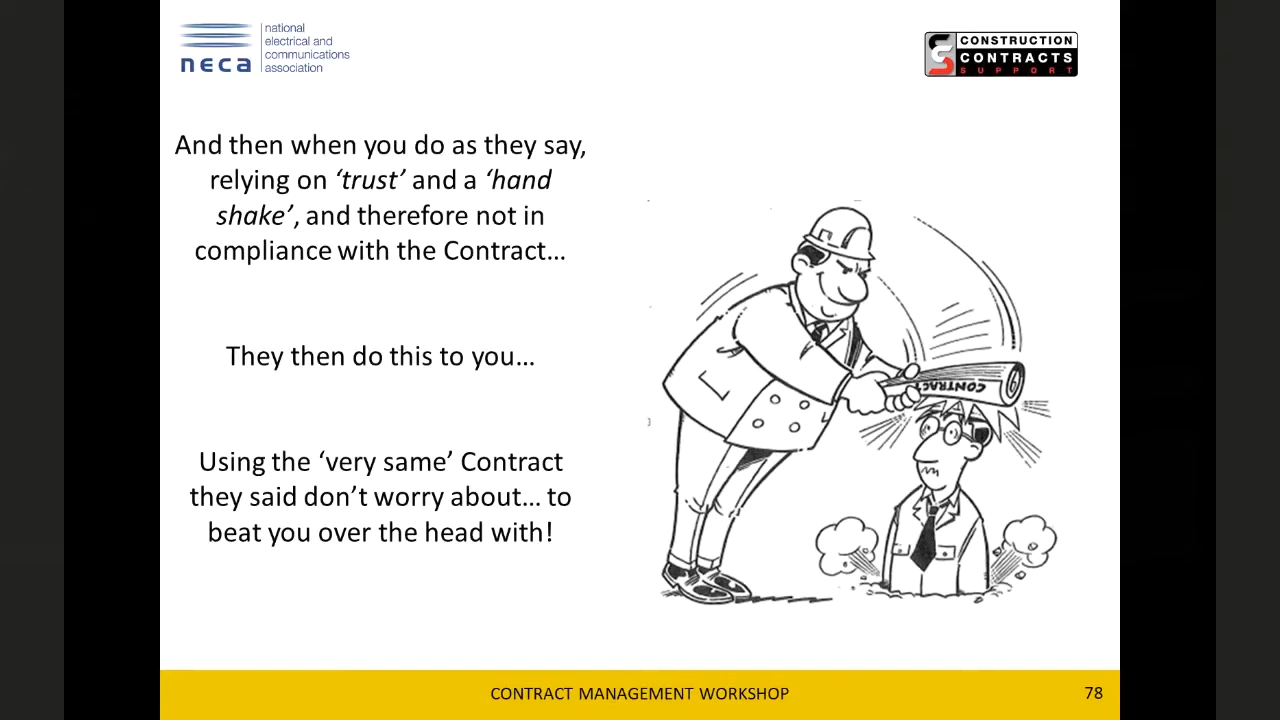 neca
national
electrical and
communications
association
CONSTRUCTION
CONTRACTS
SUPPORT
And then when you do as they say,
relying on ‘trust’ and a ‘hand
shake’, and therefore not in
compliance with the Contract…
They then do this to you…
Using the ‘very same’ Contract
they said don’t worry about… to
beat you over the head with!
CONTRACT
CONTRACT MANAGEMENT WORKSHOP
78